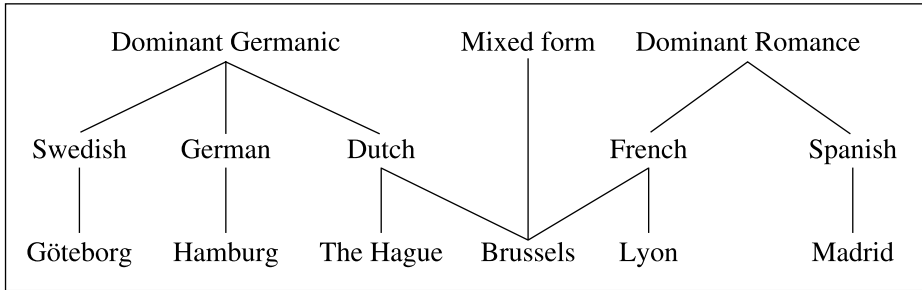 Dominant Germanic Mixed form Dominant Romance
Swedish German Dutch French Spanish
Göteborg Hamburg The Hague Brussels Lyon Madrid